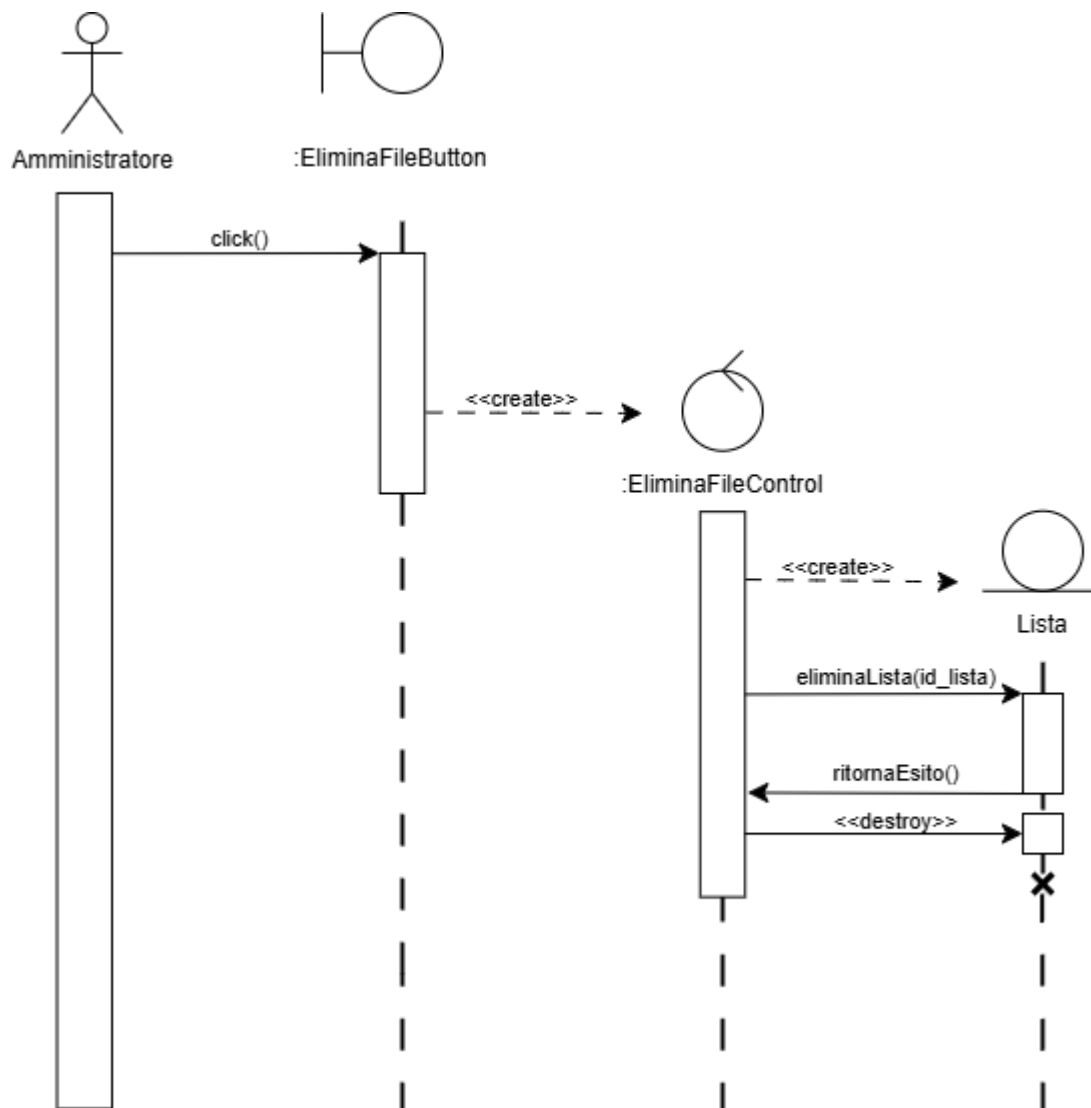 Amministratore
:EliminaFileButton
click()
<<create>>
:EliminaFileControl
<<create>>
Lista
eliminaLista(id_lista)
ritornaEsito()
<<destroy>>